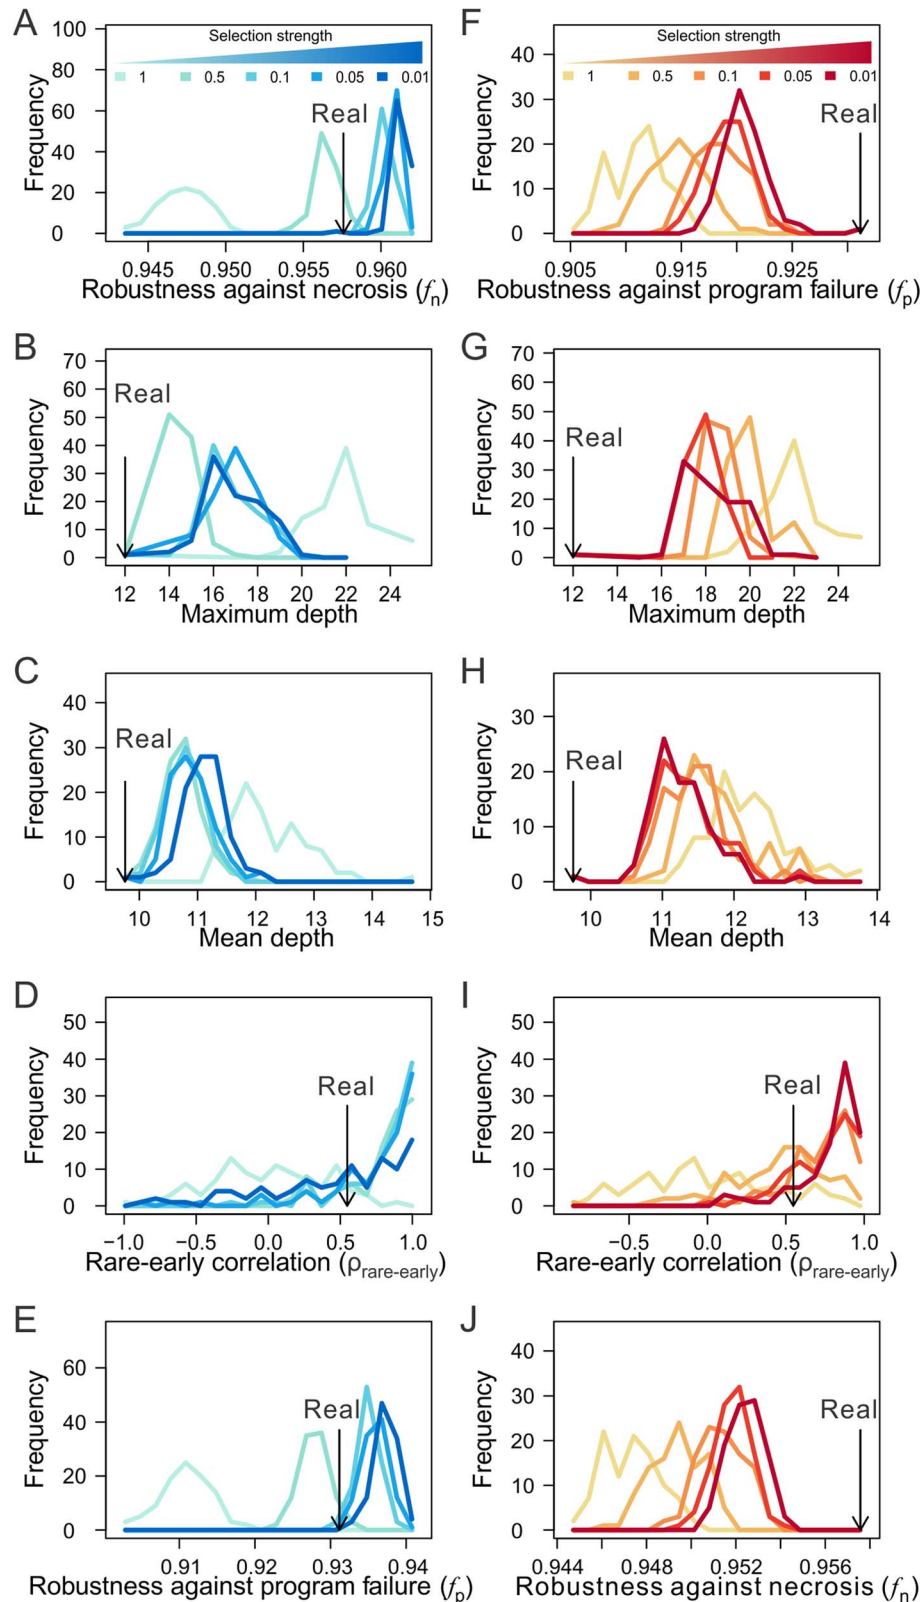 A
Frequency
100
80
60
40
20
0
Selection strength
1 0.5 0.1 0.05 0.01
Real
0.945 0.950 0.955 0.960
Robustness against necrosis (fn)
F
Frequency
40
30
20
10
0
Selection strength
1 0.5 0.1 0.05 0.01
Real
0.905 0.915 0.925
Robustness against program failure (fp)
B
Frequency
70
60
50
40
30
20
10
0
Real
12 14 16 18 20 22 24
Maximum depth
G
Frequency
70
60
50
40
30
20
10
0
Real
12 14 16 18 20 22 24
Maximum depth
C
Frequency
40
30
20
10
0
Real
10 11 12 13 14 15
Mean depth
H
Frequency
30
20
10
0
Real
10 11 12 13 14
Mean depth
D
Frequency
50
40
30
20
10
0
Real
−1.0 −0.5 0.0 0.5 1.0
Rare-early correlation (ρrare-early)
I
Frequency
50
40
30
20
10
0
Real
−0.5 0.0 0.5 1.0
Rare-early correlation (ρrare-early)
E
Frequency
60
40
20
0
Real
0.91 0.92 0.93 0.94
Robustness against program failure (fp)
J
Frequency
40
30
20
10
0
Real
0.944 0.948 0.952 0.956
Robustness against necrosis (fn)